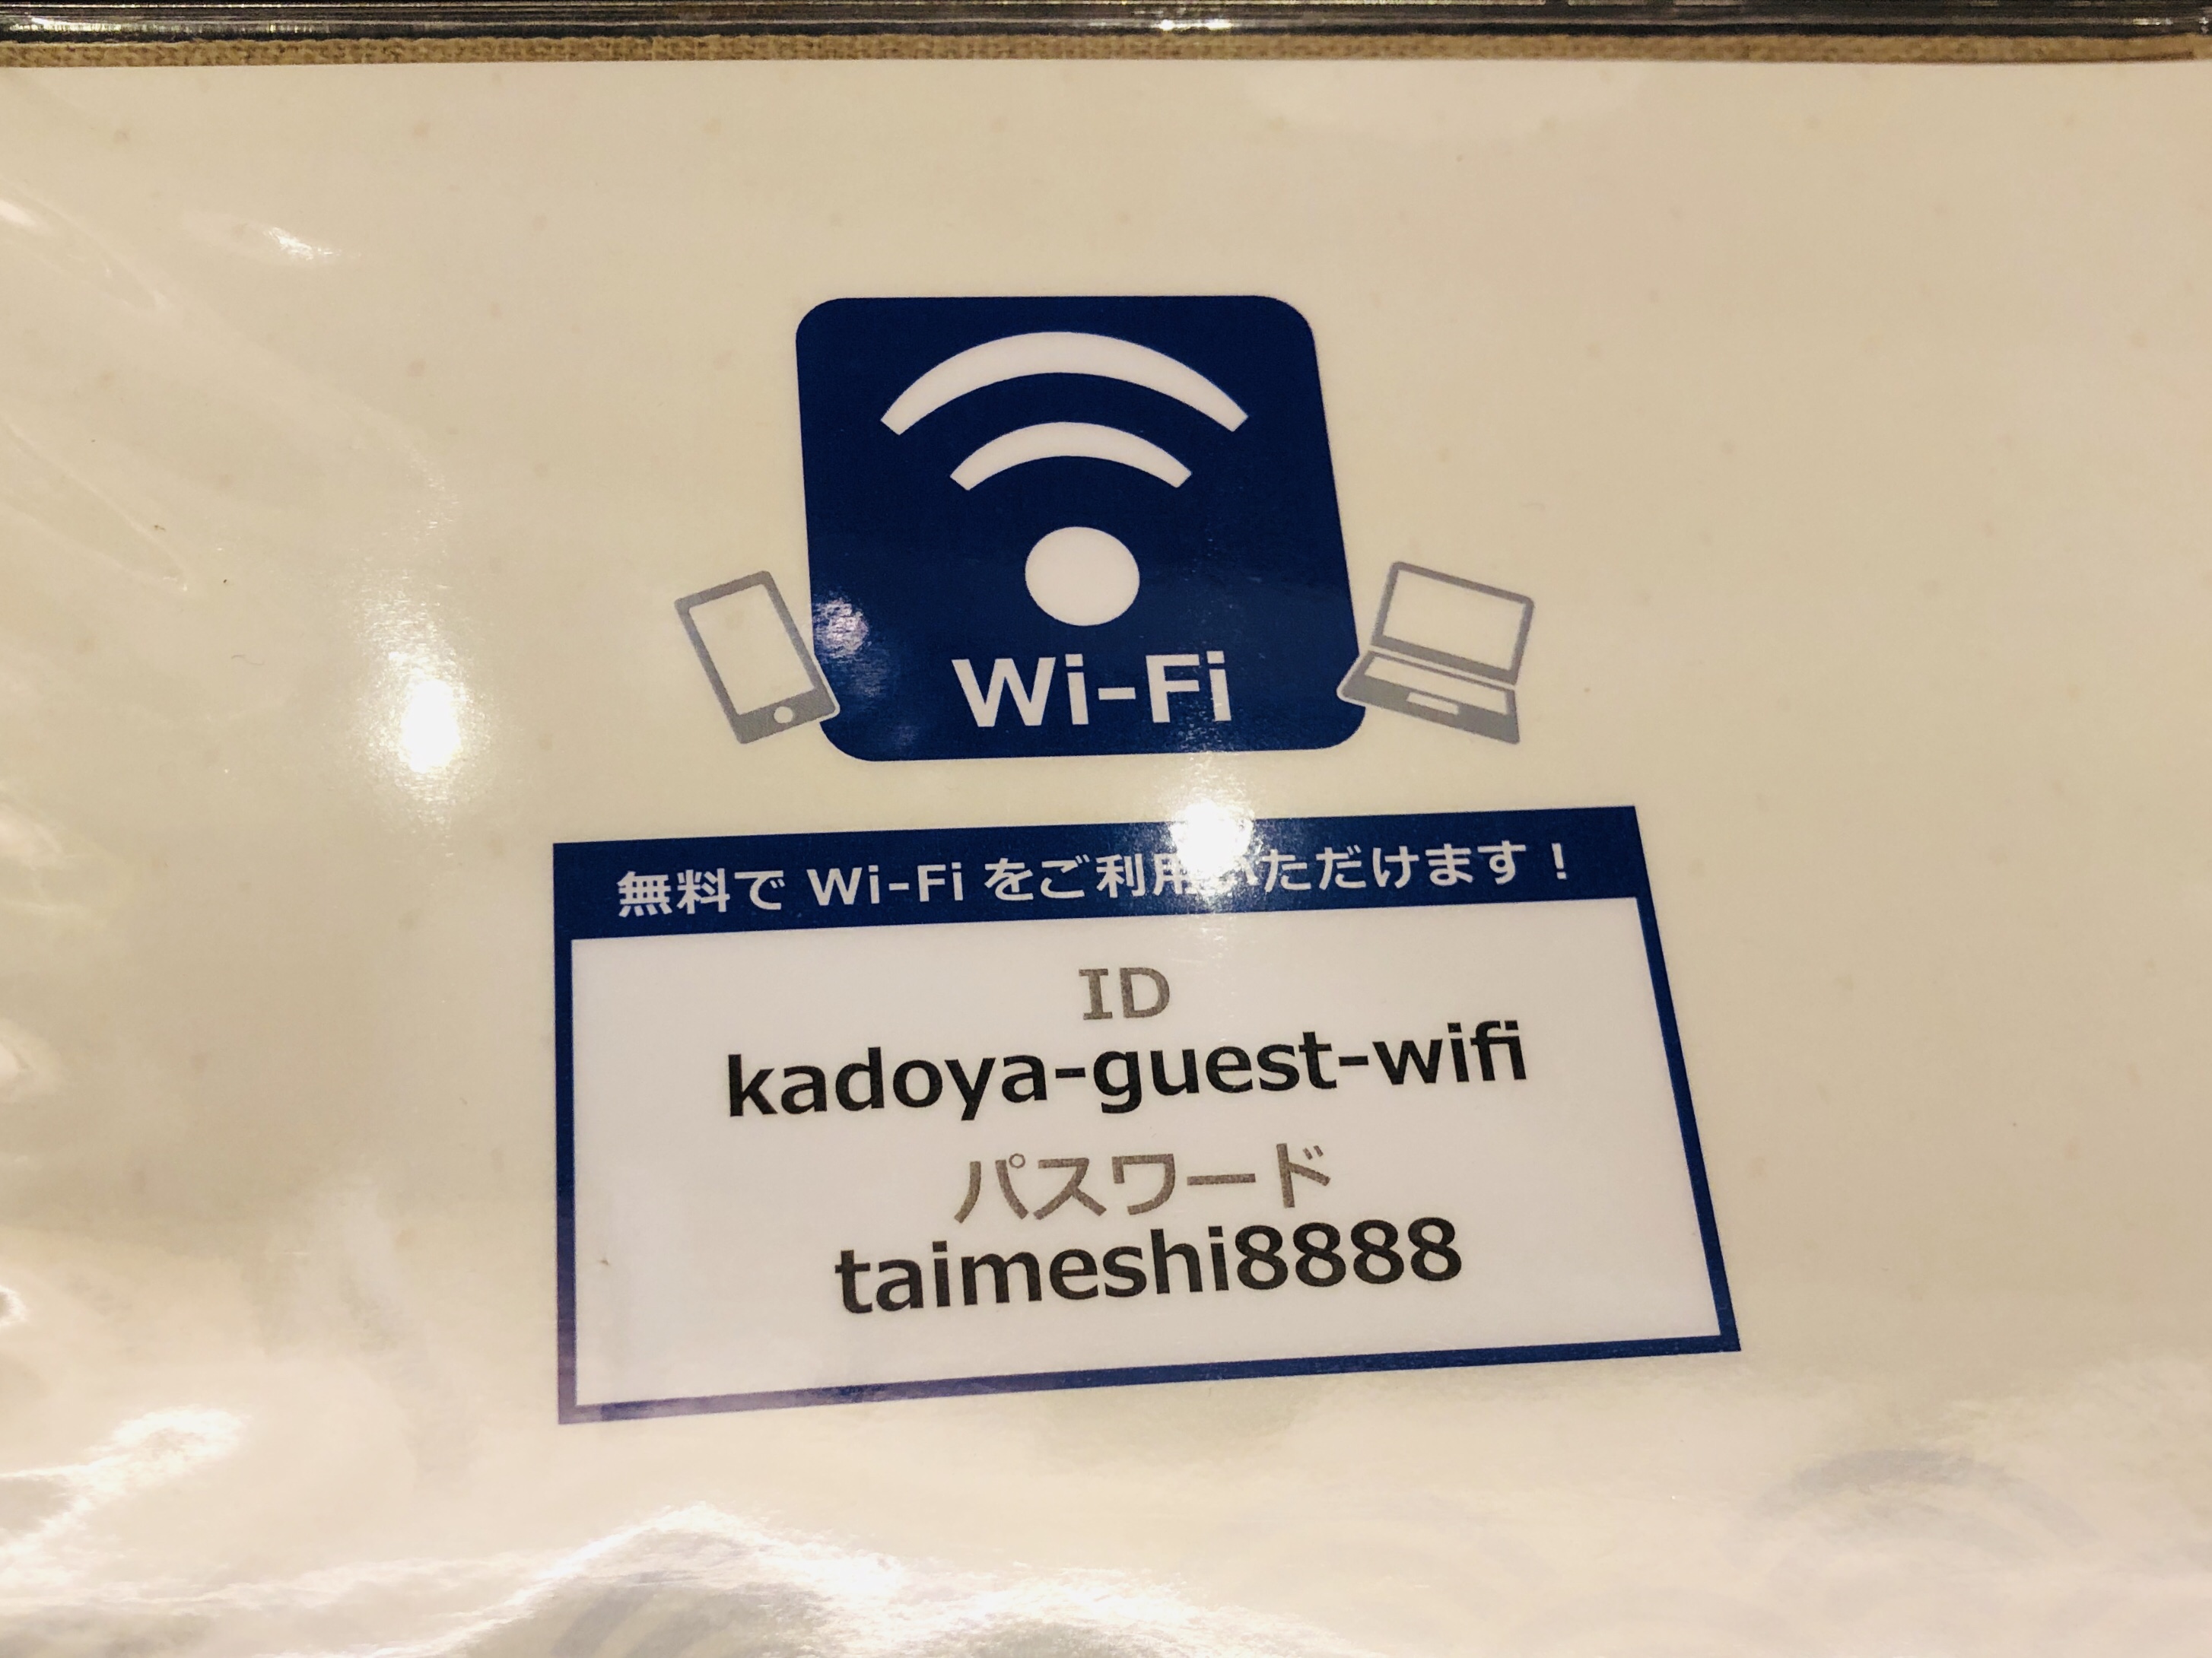 Wi-Fi
無料で Wi-Fi をご利用いただけます！
ID
kadoya-guest-wifi
パスワード
taimeshi8888